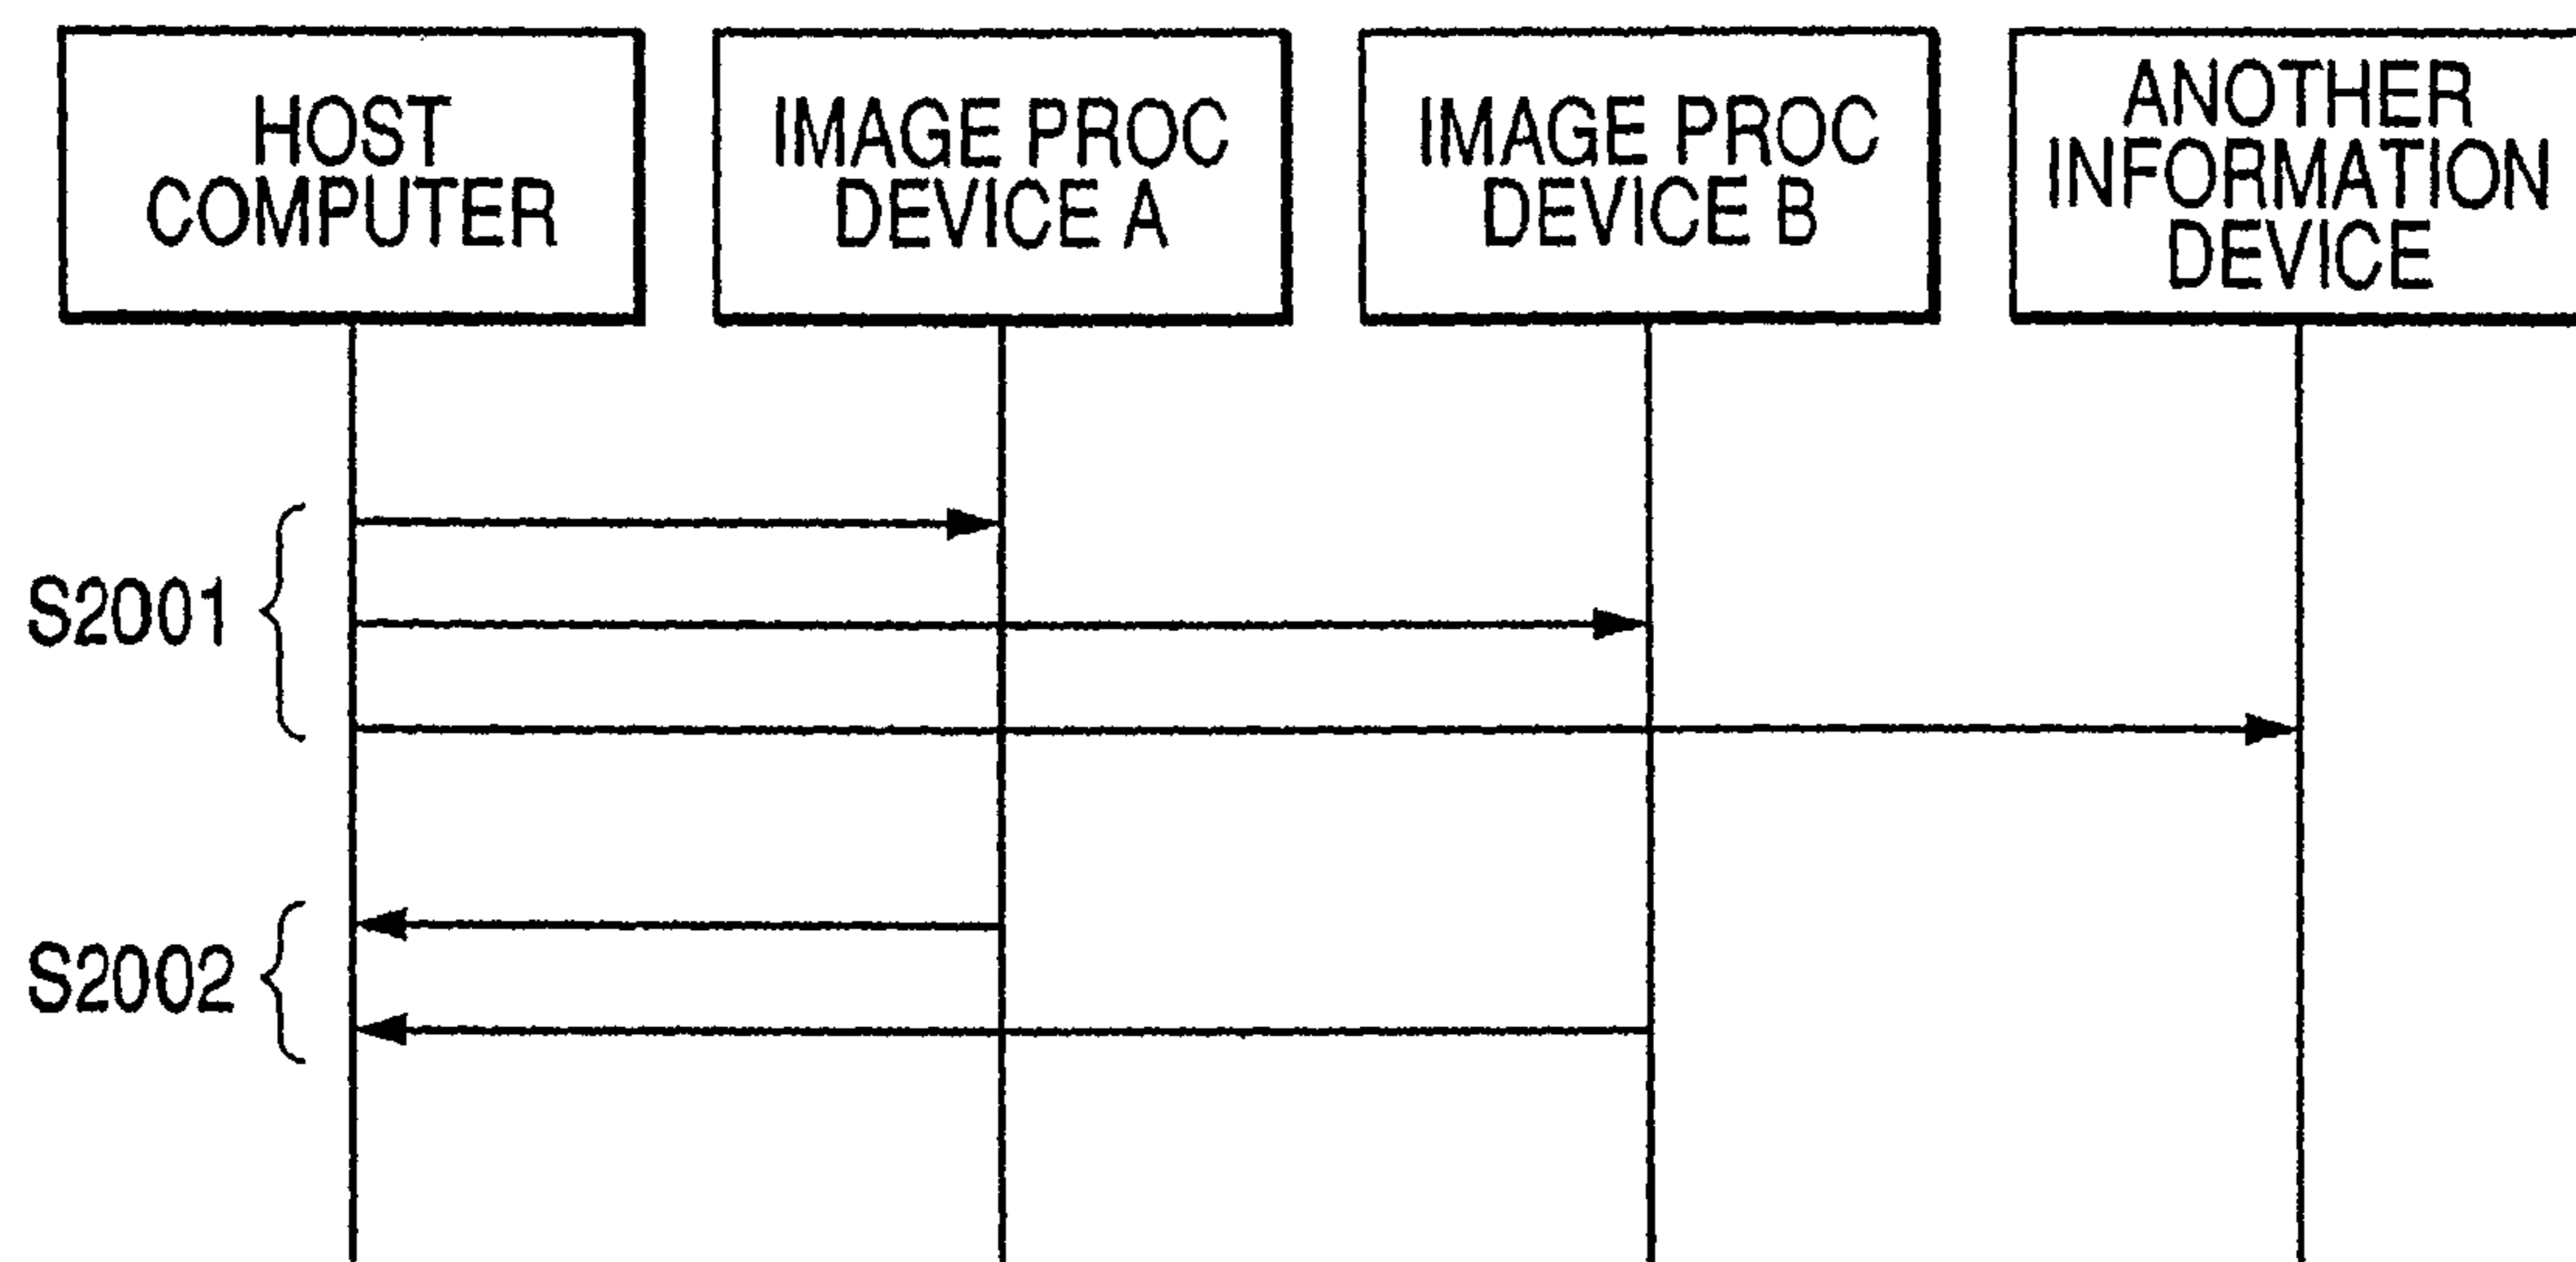 HOST
COMPUTER
IMAGE PROC
DEVICE A
IMAGE PROC
DEVICE B
ANOTHER
INFORMATION
DEVICE
S2001
S2002